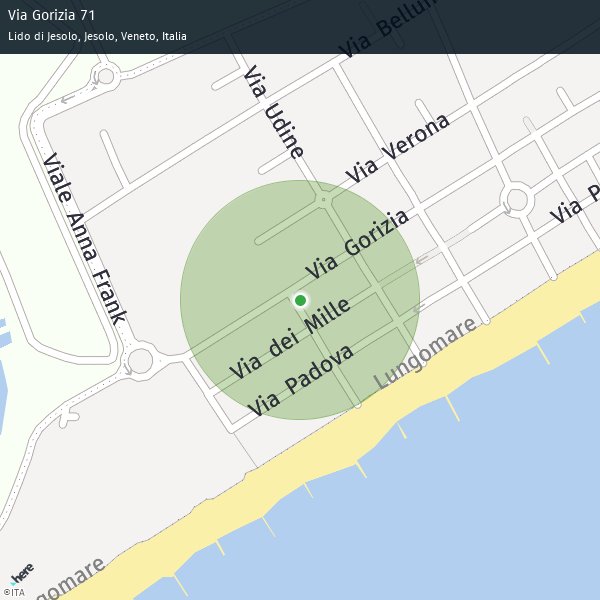 Via Gorizia 71
Lido di Jesolo, Jesolo, Veneto, Italia
Via Bellun
Via Udine
Via Verona
Viale Anna Frank
Via P
Via Gorizia
Via dei Mille
Via Padova
Lungomare
ngomare
here
©ITA